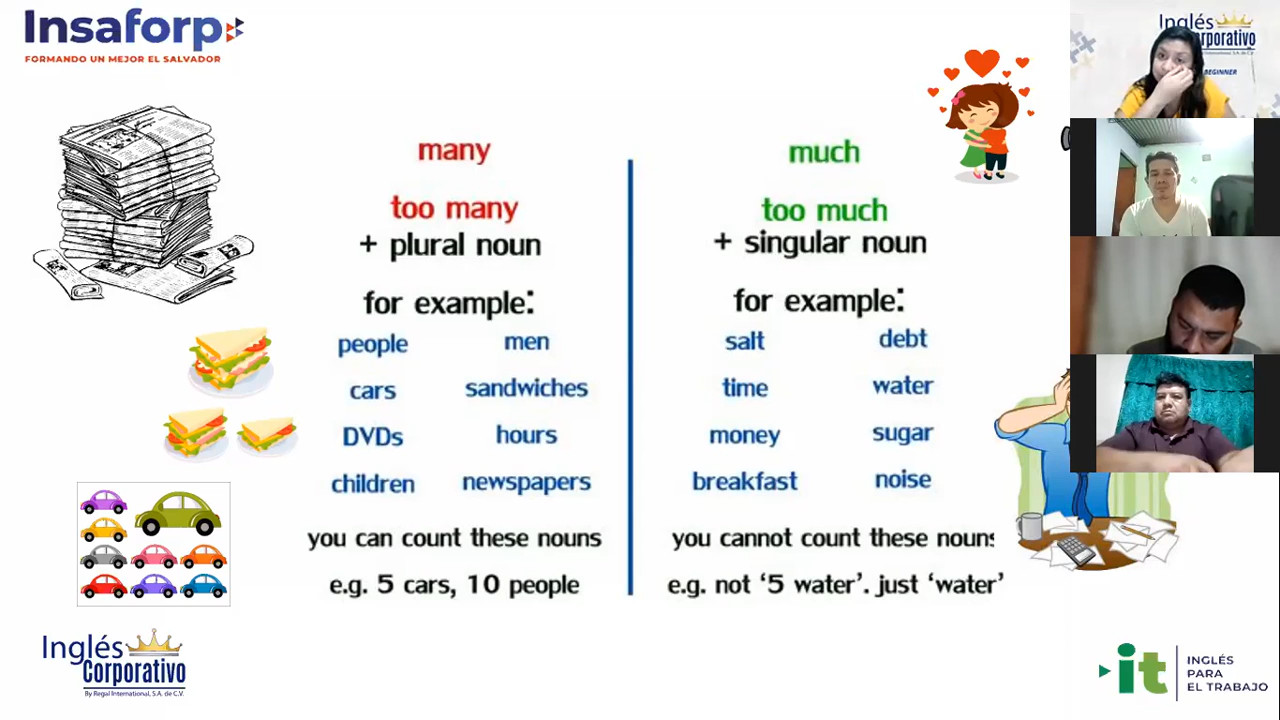 Insaforp
FORMANDO UN MEJOR EL SALVADOR
many
too many
+ plural noun
for example:
people men
cars sandwiches
DVDs hours
children newspapers
you can count these nouns
e.g. 5 cars, 10 people
much
too much
+ singular noun
for example:
salt debt
time water
money sugar
breakfast noise
you cannot count these nouns
e.g. not ‘5 water’. just ‘water’
Inglés
Corporativo
By Regal International, S.A. de C.V.
it
INGLÉS
PARA
EL TRABAJO
Inglés
BEGINNER